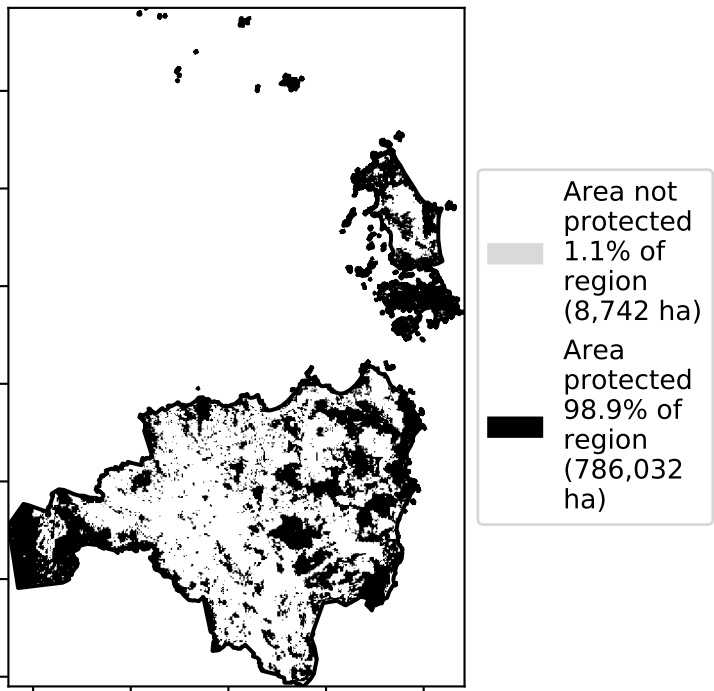 Area not
protected
1.1% of
region
(8,742 ha)
Area
protected
98.9% of
region
(786,032
ha)